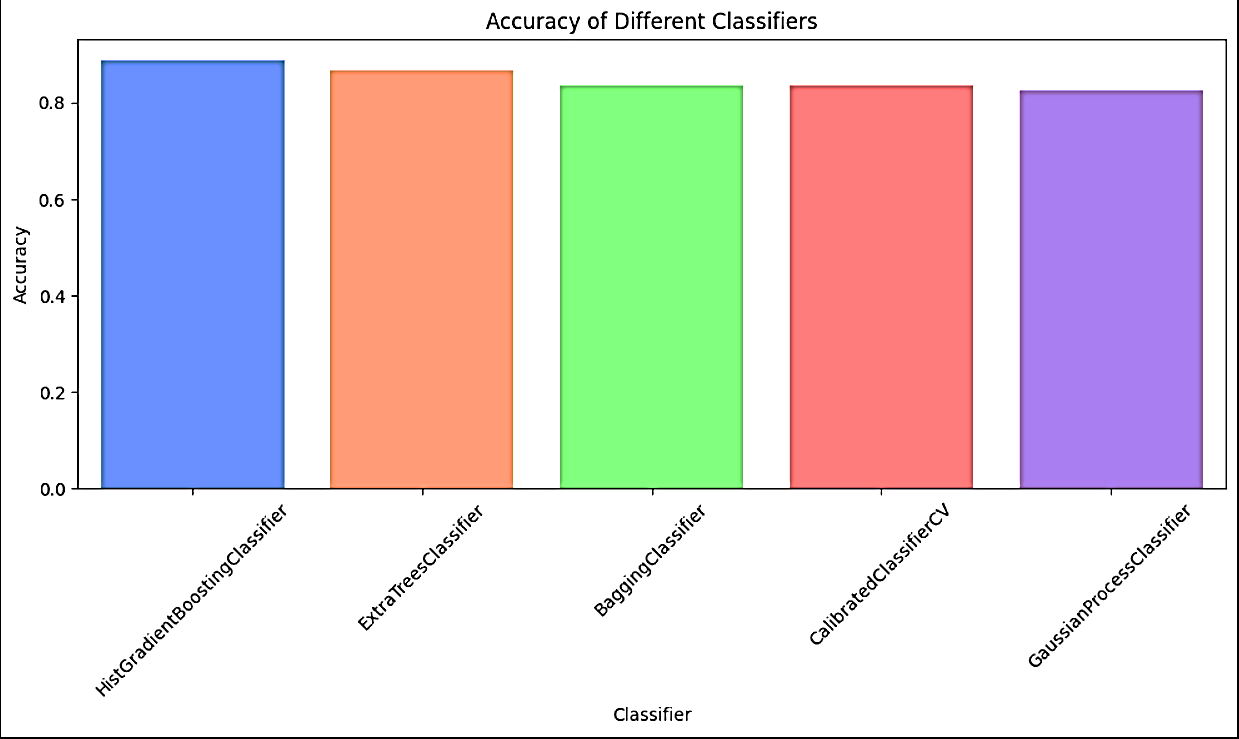 Accuracy of Different Classifiers
Accuracy
0.8
0.6
0.4
0.2
0.0
HistGradientBoostingClassifier
ExtraTreesClassifier
BaggingClassifier
CalibratedClassifierCV
GaussianProcessClassifier
Classifier